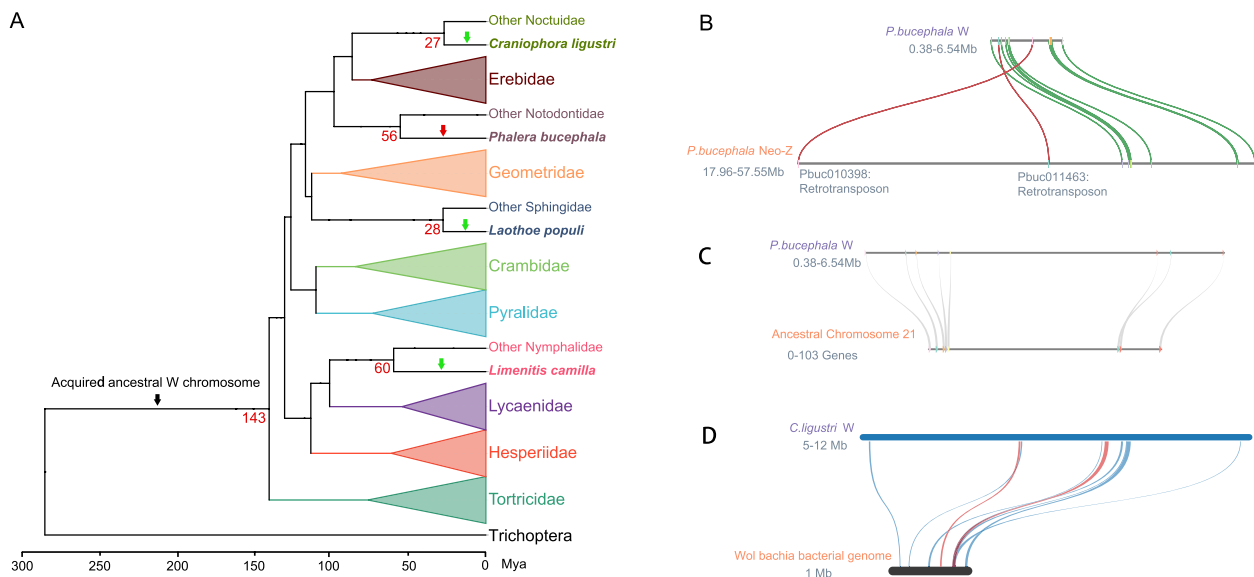 A
Other Noctuidae
27
Craniophora ligustri
Erebidae
Other Notodontidae
56
Phalera bucephala
Geometridae
Other Sphingidae
28
Laothoe populi
Crambidae
Pyralidae
Other Nymphalidae
60
Limenitis camilla
Acquired ancestral W chromosome
143
Lycaenidae
Hesperiidae
Tortricidae
Trichoptera
300 200 150 100 50 0 Mya
B
P.bucephala W
0.38-6.54Mb
P.bucephala Neo-Z
17.96-57.55Mb
Pbuc010398:
Retrotransposon
Pbuc011463:
Retrotransposon
C
P.bucephala W
0.38-6.54Mb
Ancestral Chromosome 21
0-103 Genes
D
C.ligustri W
5-12 Mb
Wol bachia bacterial genome
1 Mb